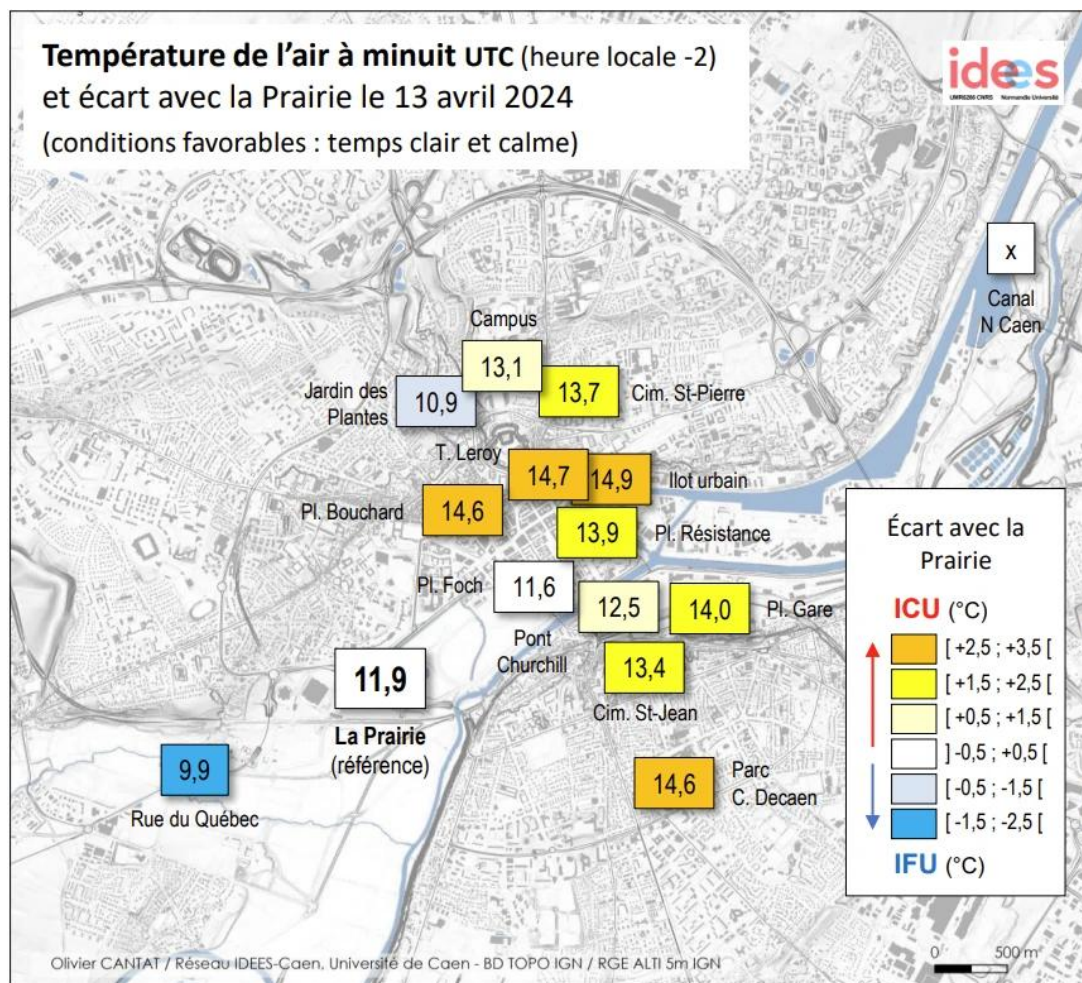 Température de l'air à minuit UTC (heure locale -2)
et écart avec la Prairie le 13 avril 2024
(conditions favorables : temps clair et calme)
idees
UMR6266 CNRS Normandie Université
x
Canal
N Caen
Campus
13,1
Jardin des
Plantes
10,9
13,7
Cim. St-Pierre
T. Leroy
14,7
14,9
Ilot urbain
Pl. Bouchard
14,6
13,9
Pl. Résistance
Pl. Foch
11,6
12,5
14,0
Pl. Gare
Pont
Churchill
13,4
Cim. St-Jean
11,9
La Prairie
(référence)
9,9
Rue du Québec
14,6
Parc
C. Decaen
Écart avec la
Prairie
ICU (°C)
[ +2,5 ; +3,5 [
[ +1,5 ; +2,5 [
[ +0,5 ; +1,5 [
] -0,5 ; +0,5 [
[ -0,5 ; -1,5 [
[ -1,5 ; -2,5 [
IFU (°C)
0 500 m
Olivier CANTAT / Réseau IDEES-Caen, Université de Caen - BD TOPO IGN / RGE ALTI 5m IGN